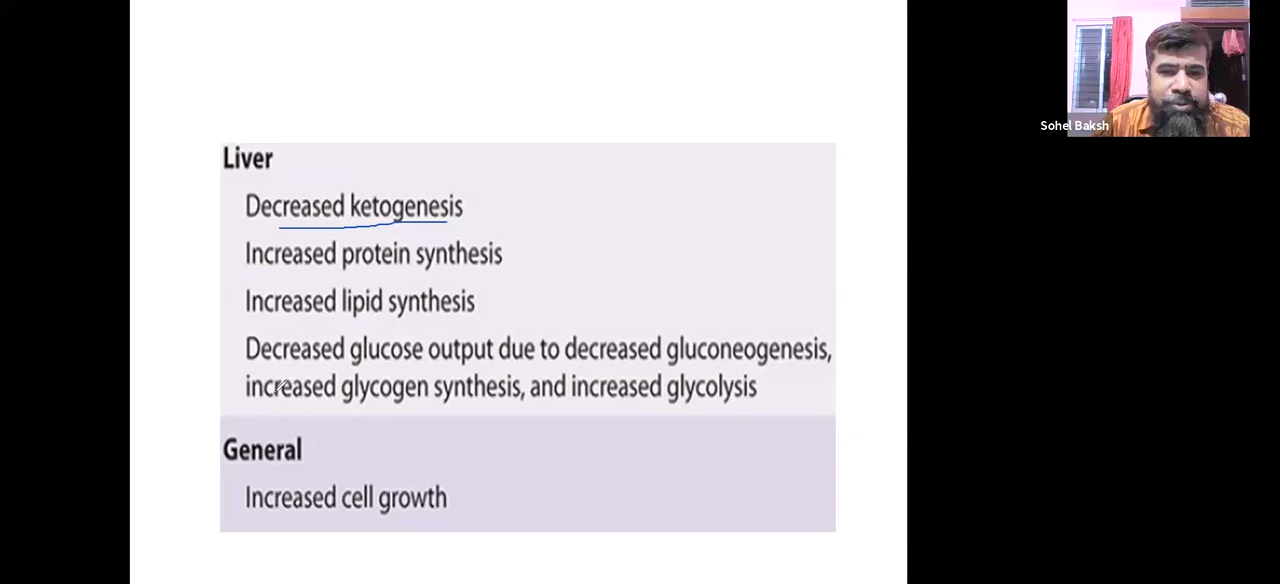 Sohel Baksh
Liver
Decreased ketogenesis
Increased protein synthesis
Increased lipid synthesis
Decreased glucose output due to decreased gluconeogenesis,
increased glycogen synthesis, and increased glycolysis
General
Increased cell growth